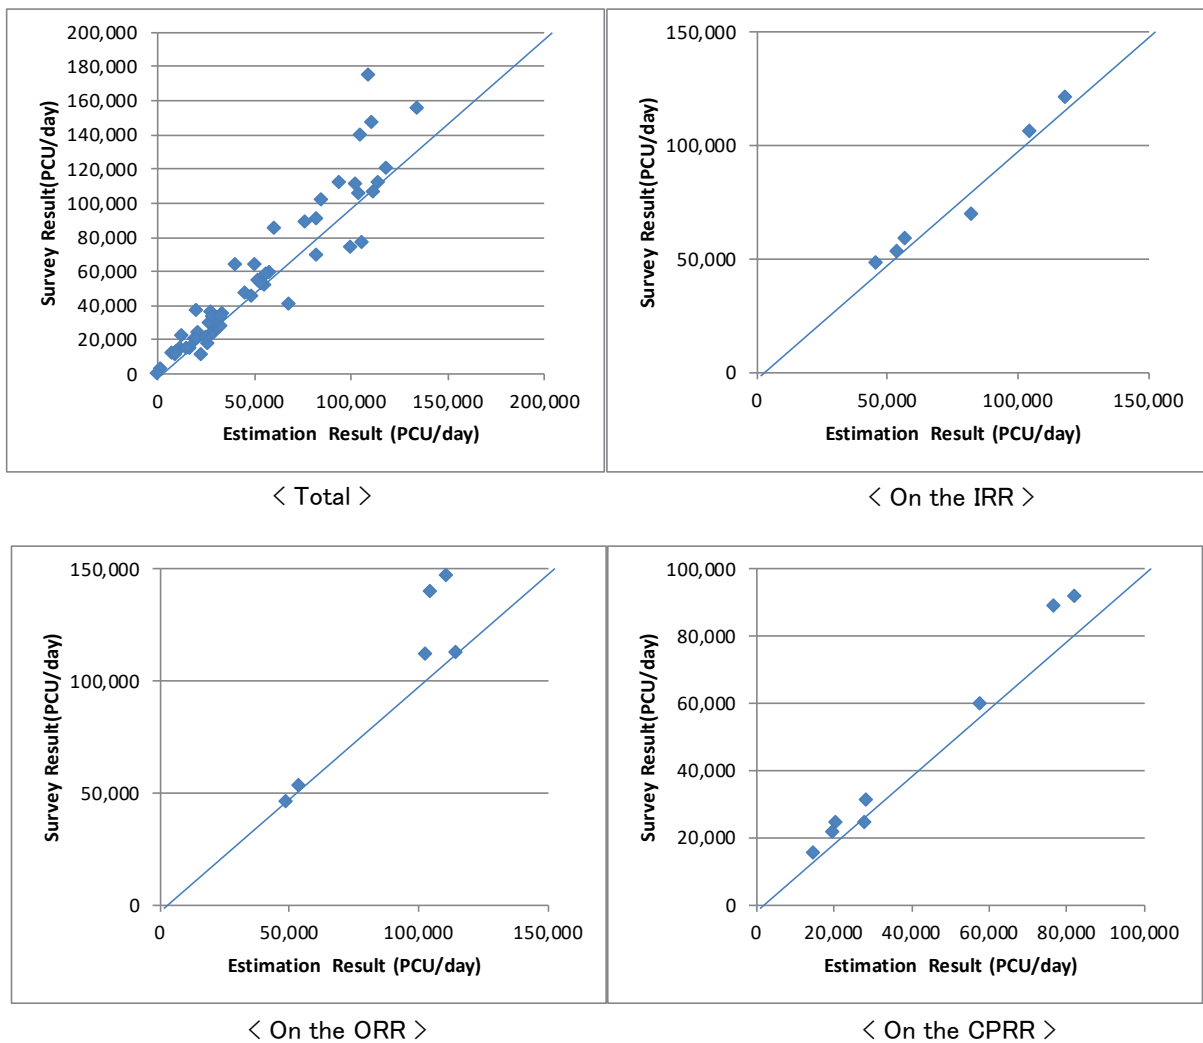 200,000
180,000
160,000
140,000
120,000
100,000
80,000
60,000
40,000
20,000
0
0 50,000 100,000 150,000 200,000
Survey Result(PCU/day)
Estimation Result (PCU/day)
< Total >
150,000
100,000
50,000
0
0 50,000 100,000 150,000
Survey Result(PCU/day)
Estimation Result (PCU/day)
< On the IRR >
150,000
100,000
50,000
0
0 50,000 100,000 150,000
Survey Result(PCU/day)
Estimation Result (PCU/day)
< On the ORR >
100,000
80,000
60,000
40,000
20,000
0
0 20,000 40,000 60,000 80,000 100,000
Survey Result(PCU/day)
Estimation Result (PCU/day)
< On the CPRR >